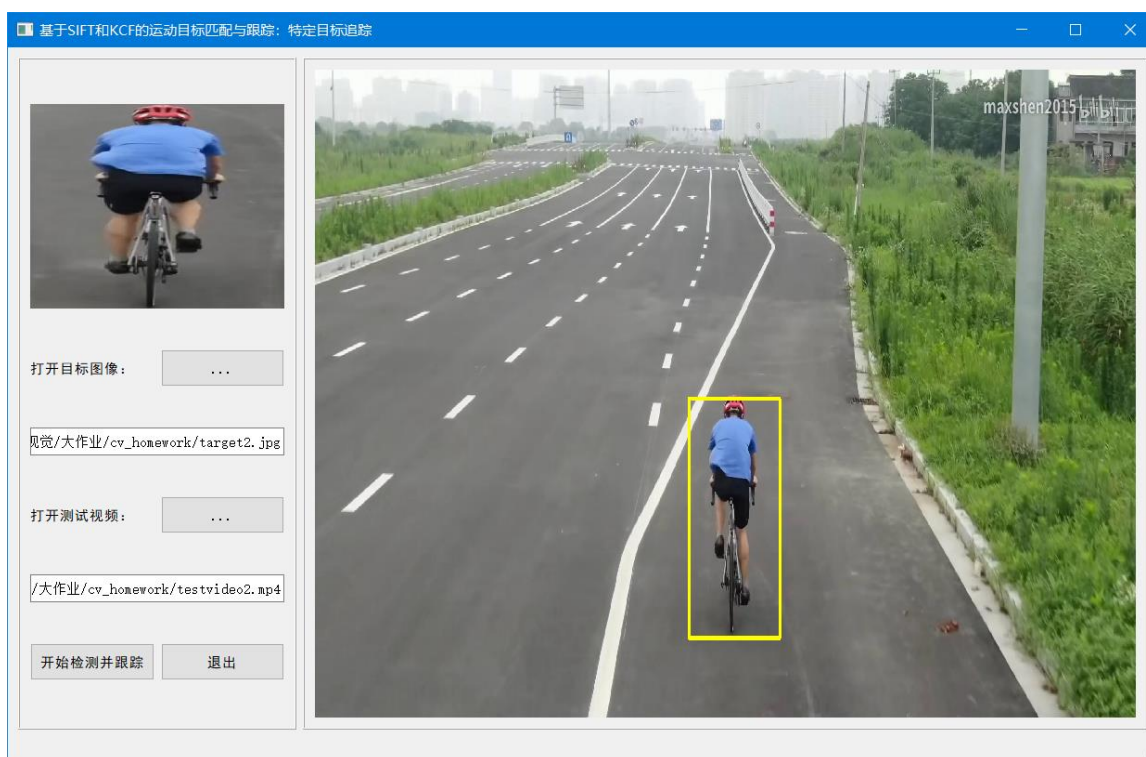 基于SIFT和KCF的运动目标匹配与跟踪：特定目标追踪
maxshen2015 bilibili
打开目标图像：
...
视觉/大作业/cv_homework/target2.jpg
打开测试视频：
...
/大作业/cv_homework/testvideo2.mp4
开始检测并跟踪
退出